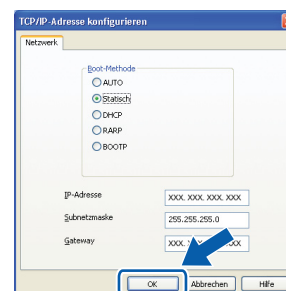 TCP/IP-Adresse konfigurieren
Netzwerk
Boot-Methode
AUTO
Statisch
DHCP
RARP
BOOTP
IP-Adresse XXX. XXX. XXX. XXX
Subnetzmaske 255.255.255.0
Gateway XXX.
OK Abbrechen Hilfe